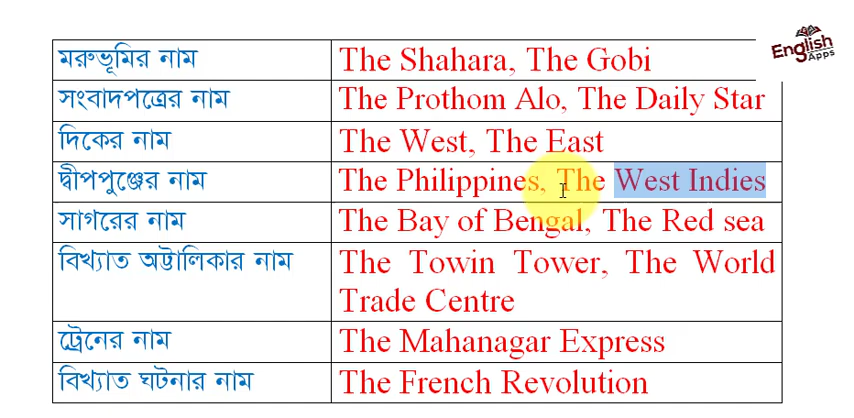 English
Apps
মরুভূমির নাম The Shahara, The Gobi
সংবাদপত্রের নাম The Prothom Alo, The Daily Star
দিকের নাম The West, The East
দ্বীপপুঞ্জের নাম The Philippines, The West Indies
সাগরের নাম The Bay of Bengal, The Red sea
বিখ্যাত অট্টালিকার নাম The Towin Tower, The World
Trade Centre
ট্রেনের নাম The Mahanagar Express
বিখ্যাত ঘটনার নাম The French Revolution